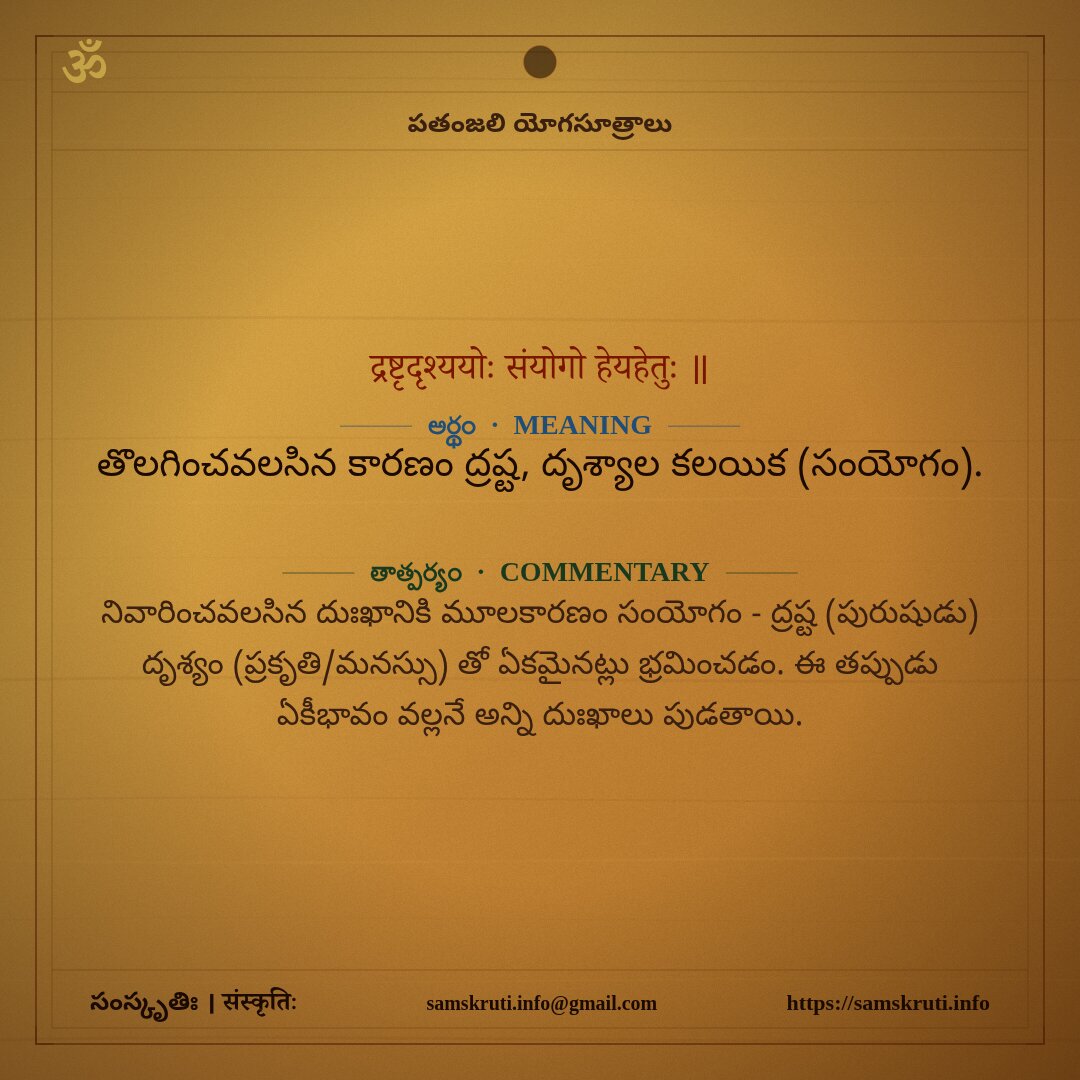 ॐ
పతంజలి యోగసూత్రాలు
द्रष्टृदृश्ययोः संयोगो हेयहेतुः ॥
అర్థం · MEANING
తొలగించవలసిన కారణం ద్రష్ట, దృశ్యాల కలయిక (సంయోగం).
తాత్పర్యం · COMMENTARY
నివారించవలసిన దుఃఖానికి మూలకారణం సంయోగం - ద్రష్ట (పురుషుడు)
దృశ్యం (ప్రకృతి/మనస్సు) తో ఏకమైనట్లు భ్రమించడం. ఈ తప్పుడు
ఏకీభావం వల్లనే అన్ని దుఃఖాలు పుడతాయి.
సంస్కృతిః | संस्कृतिः samskruti.info@gmail.com https://samskruti.info